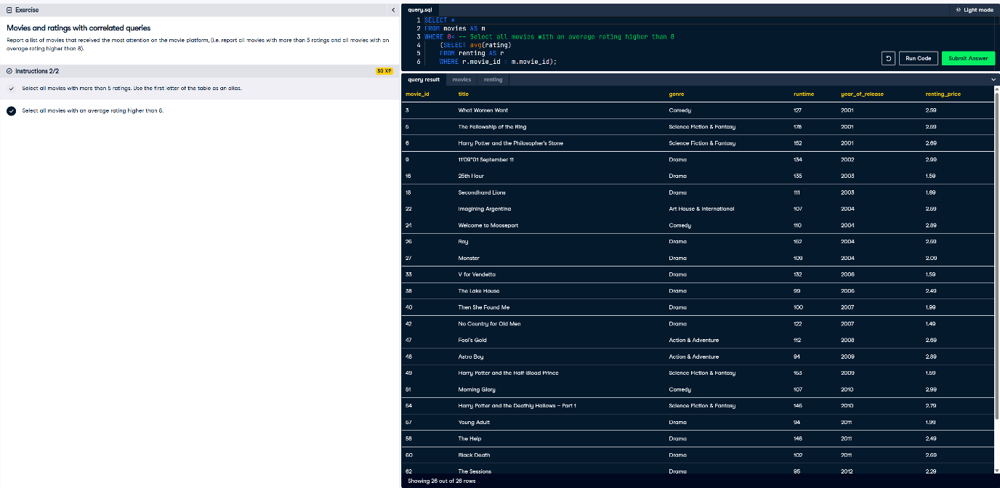 Exercise
Movies and ratings with correlated queries
Report a list of movies that received the most attention on the movie platform, (i.e. report all movies with more than 5 ratings and all movies with an
average rating higher than 8).
Instructions 2/2
50 XP
Select all movies with more than 5 ratings. Use the first letter of the table as an alias.
Select all movies with an average rating higher than 8.
query.sql
Light mode
1 SELECT *
2 FROM movies AS m
3 WHERE 8< -- Select all movies with an average rating higher than 8
4 (SELECT avg(rating)
5 FROM renting AS r
6 WHERE r.movie_id = m.movie_id);
Run Code
Submit Answer
query result movies renting
movie_id title genre runtime year_of_release renting_price
3 What Women Want Comedy 127 2001 2.59
5 The Fellowship of the Ring Science Fiction & Fantasy 178 2001 2.59
6 Harry Potter and the Philosopher's Stone Science Fiction & Fantasy 152 2001 2.69
9 11'09"01 September 11 Drama 134 2002 2.99
16 25th Hour Drama 135 2003 1.59
18 Secondhand Lions Drama 111 2003 1.69
22 Imagining Argentina Art House & International 107 2004 2.59
24 Welcome to Mooseport Comedy 110 2004 2.89
26 Ray Drama 152 2004 2.59
27 Monster Drama 109 2004 2.09
33 V for Vendetta Drama 132 2006 1.59
38 The Lake House Drama 99 2006 2.49
40 Then She Found Me Drama 100 2007 1.99
42 No Country for Old Men Drama 122 2007 1.49
47 Fool's Gold Action & Adventure 112 2008 2.69
48 Astro Boy Action & Adventure 94 2009 2.89
49 Harry Potter and the Half-Blood Prince Science Fiction & Fantasy 153 2009 1.59
51 Morning Glory Comedy 107 2010 2.99
54 Harry Potter and the Deathly Hallows – Part 1 Science Fiction & Fantasy 146 2010 2.79
57 Young Adult Drama 94 2011 1.99
58 The Help Drama 146 2011 2.49
60 Black Death Drama 102 2011 2.69
62 The Sessions Drama 95 2012 2.29
Showing 26 out of 26 rows